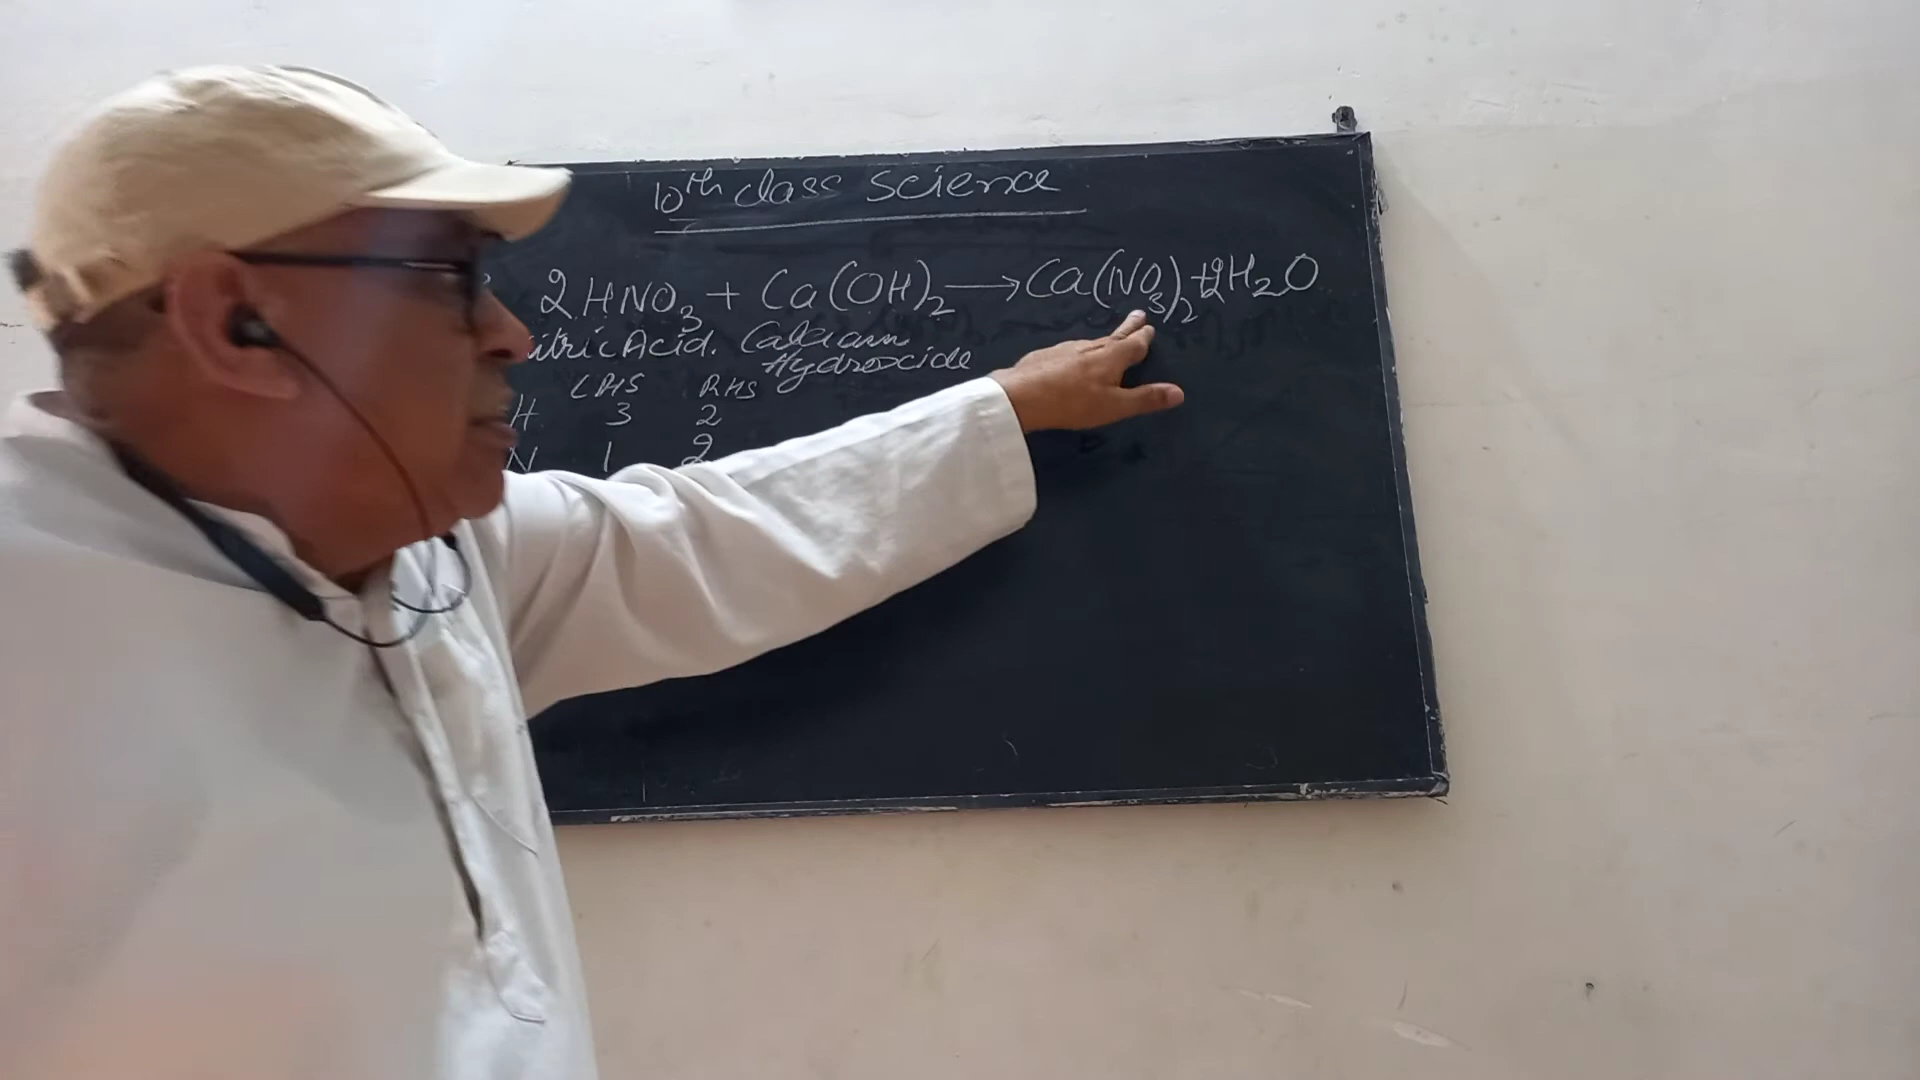 10th class Science
2HNO3 + Ca(OH)2 → Ca(NO3)2 + 2H2O
itric Acid. Calcium
Hydroxide
LHS RHS
H 3 2
N 1 2